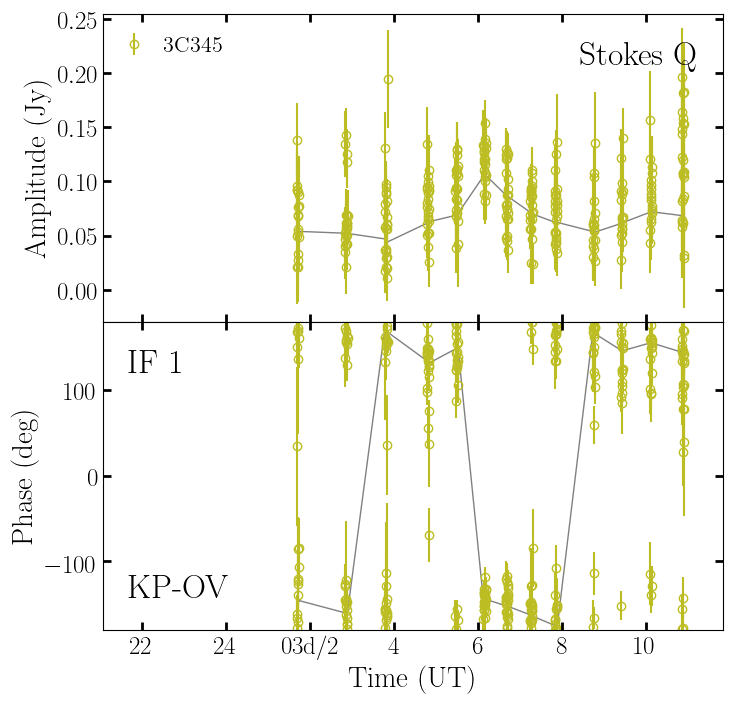 0.25
3C345
Stokes Q
0.20
0.15
0.10
0.05
0.00
Amplitude (Jy)
IF 1
100
0
−100
Phase (deg)
KP-OV
22 24 03d/2 4 6 8 10
Time (UT)